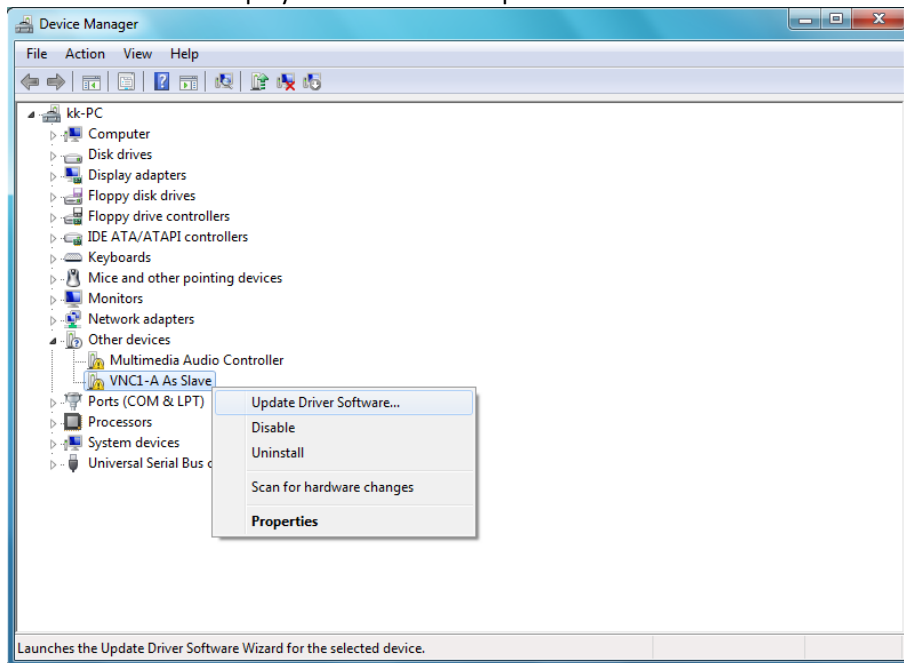 Device Manager
File Action View Help
kk-PC
Computer
Disk drives
Display adapters
Floppy disk drives
Floppy drive controllers
IDE ATA/ATAPI controllers
Keyboards
Mice and other pointing devices
Monitors
Network adapters
Other devices
Multimedia Audio Controller
VNC1-A As Slave
Ports (COM & LPT)
Processors
System devices
Universal Serial Bus c
Update Driver Software...
Disable
Uninstall
Scan for hardware changes
Properties
Launches the Update Driver Software Wizard for the selected device.